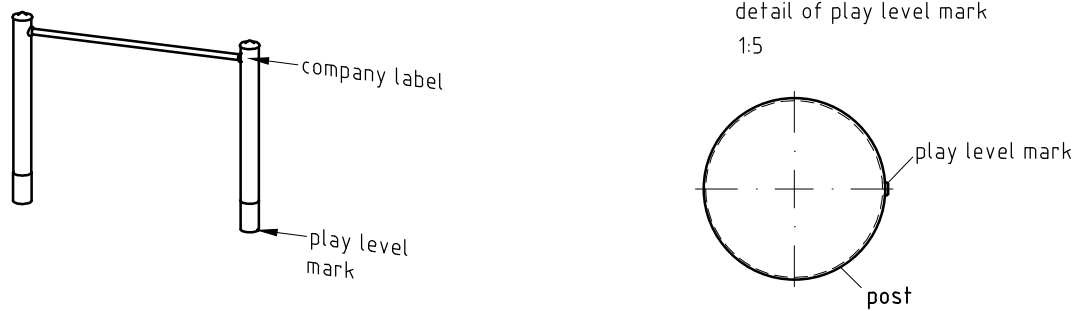 detail of play level mark
1:5
company label
play level mark
play level
mark
post